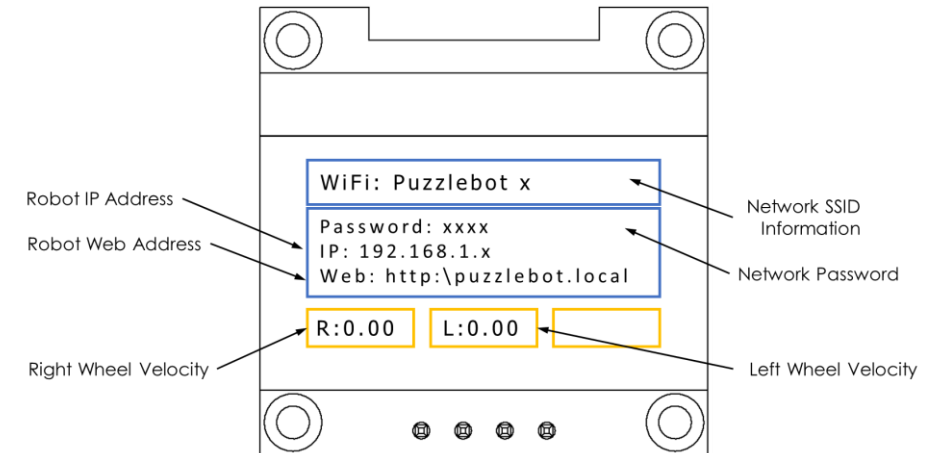 WiFi: Puzzlebot x
Robot IP Address
Network SSID
Information
Password: xxxx
IP: 192.168.1.x
Robot Web Address
Web: http:\puzzlebot.local
Network Password
R:0.00
L:0.00
Right Wheel Velocity
Left Wheel Velocity